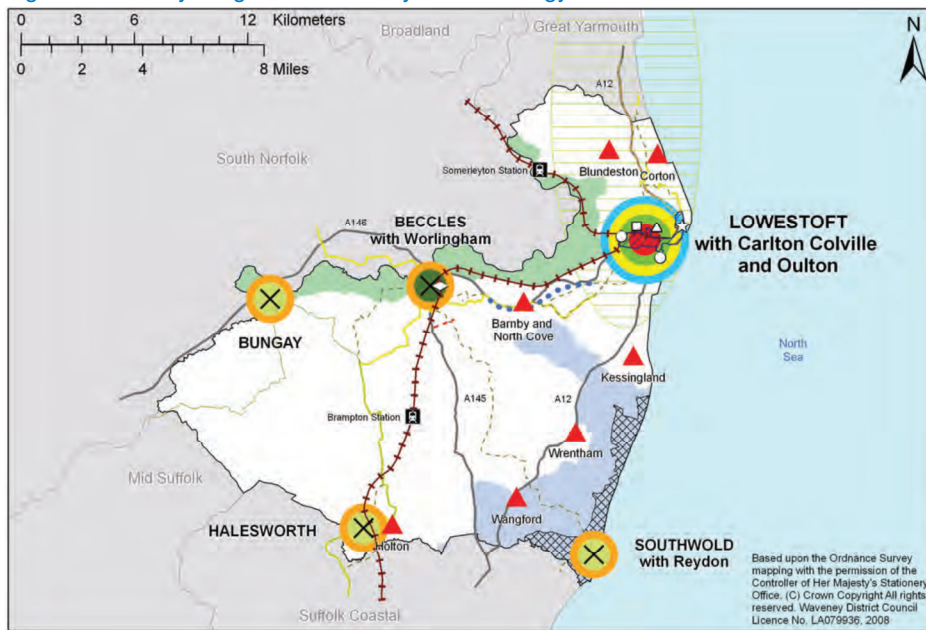 0 3 6 12 Kilometers
0 2 4 8 Miles
Broadland
Great Yarmouth
N
A12
South Norfolk
Somerleyton Station
Blundeston
Corton
A146
BECCLES
with Worlingham
LOWESTOFT
with Carlton Colville
and Oulton
BUNGAY
Barnby and
North Cove
North
Sea
Kessingland
A145
A12
Brampton Station
Wrentham
Mid Suffolk
Wangford
HALESWORTH
Holton
SOUTHWOLD
with Reydon
Suffolk Coastal
Based upon the Ordnance Survey
mapping with the permission of the
Controller of Her Majesty's Stationery
Office. (C) Crown Copyright All rights
reserved. Waveney District Council
Licence No. LA079936, 2008